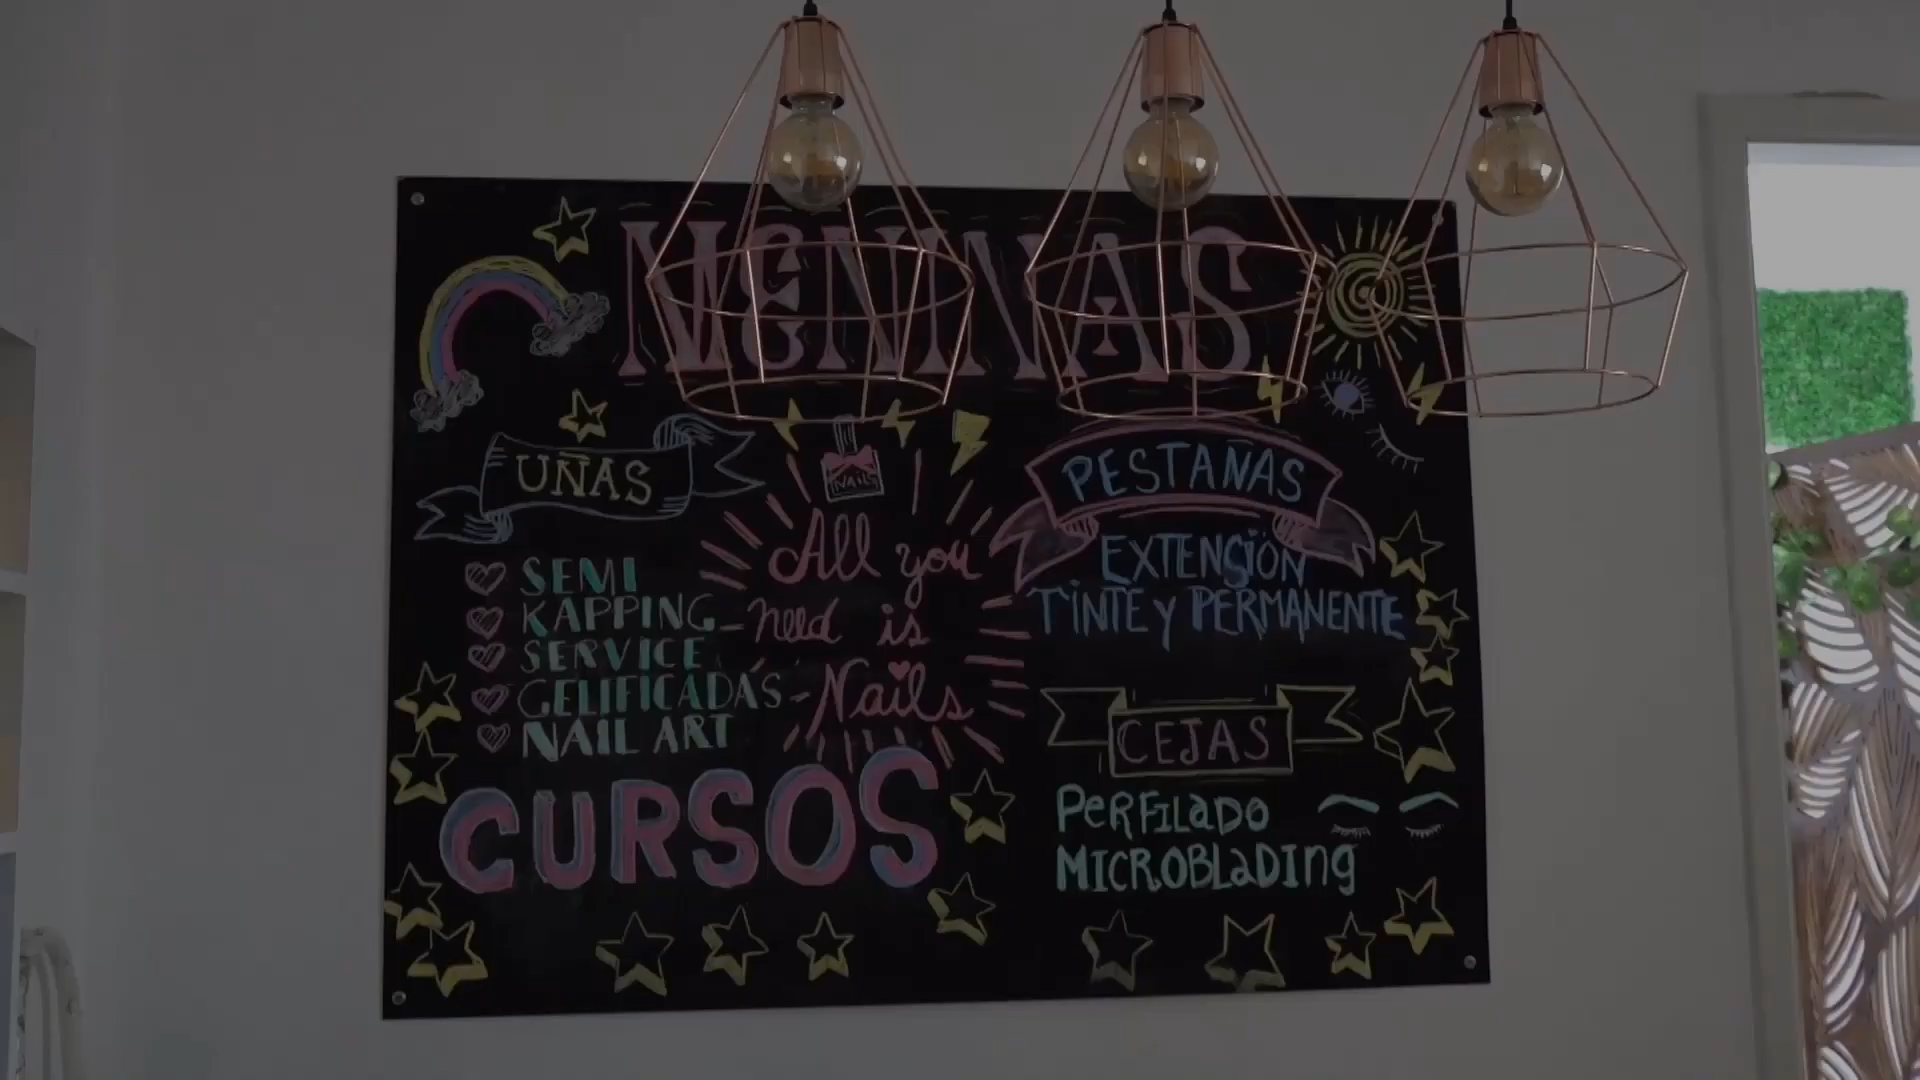 NENINAS
UÑAS
SEMI
KAPPING
SERVICE
GELIFICADAS
NAIL ART
CURSOS
NAILS
All you
need is
Nails
PESTAÑAS
EXTENSIÓN
TINTE y PERMANENTE
CEJAS
PERFILADO
MICROBLADING